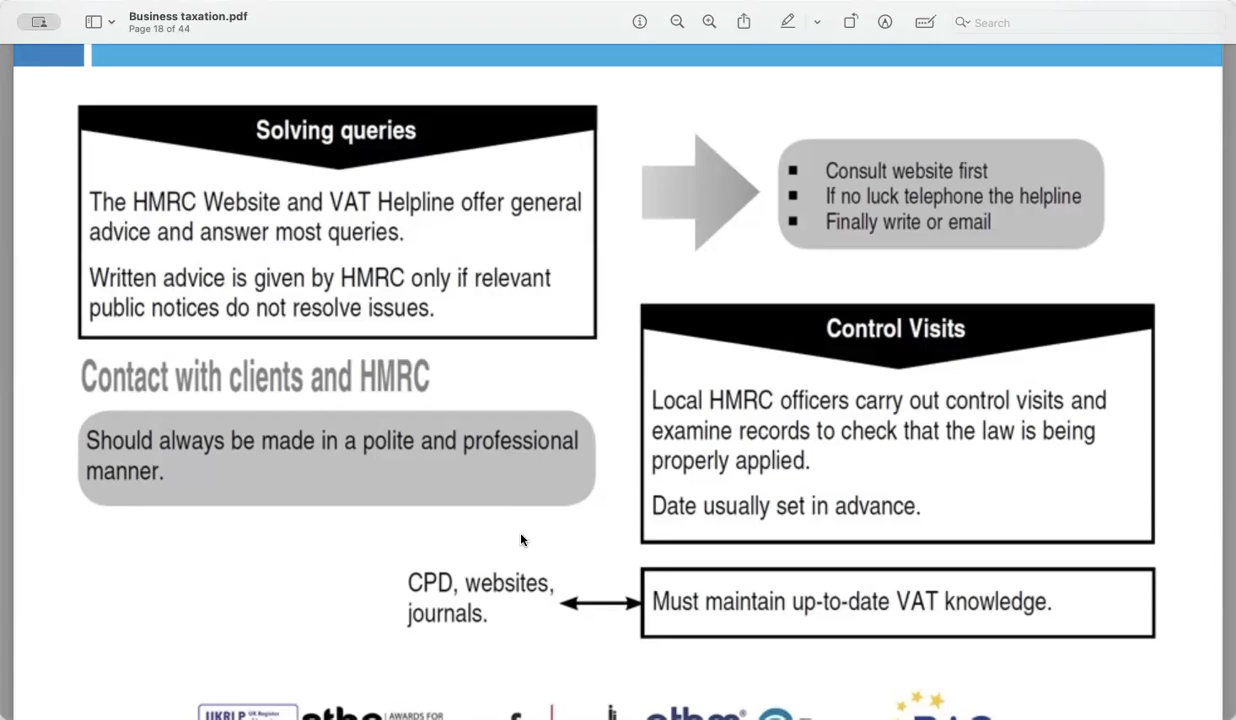 Business taxation.pdf
Page 18 of 44
Search
Solving queries
The HMRC Website and VAT Helpline offer general
advice and answer most queries.
Written advice is given by HMRC only if relevant
public notices do not resolve issues.
■ Consult website first
■ If no luck telephone the helpline
■ Finally write or email
Contact with clients and HMRC
Should always be made in a polite and professional
manner.
Control Visits
Local HMRC officers carry out control visits and
examine records to check that the law is being
properly applied.
Date usually set in advance.
CPD, websites,
journals.
Must maintain up-to-date VAT knowledge.
UKRLP
AWARDS FOR